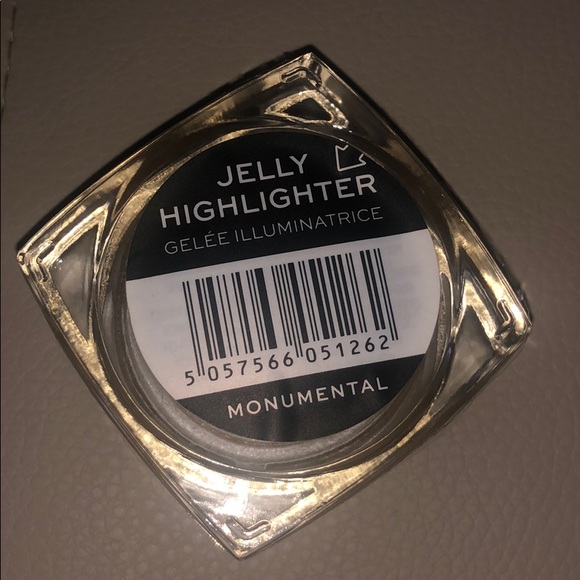 JELLY
HIGHLIGHTER
GELÉE ILLUMINATRICE
5 057566 051262
MONUMENTAL